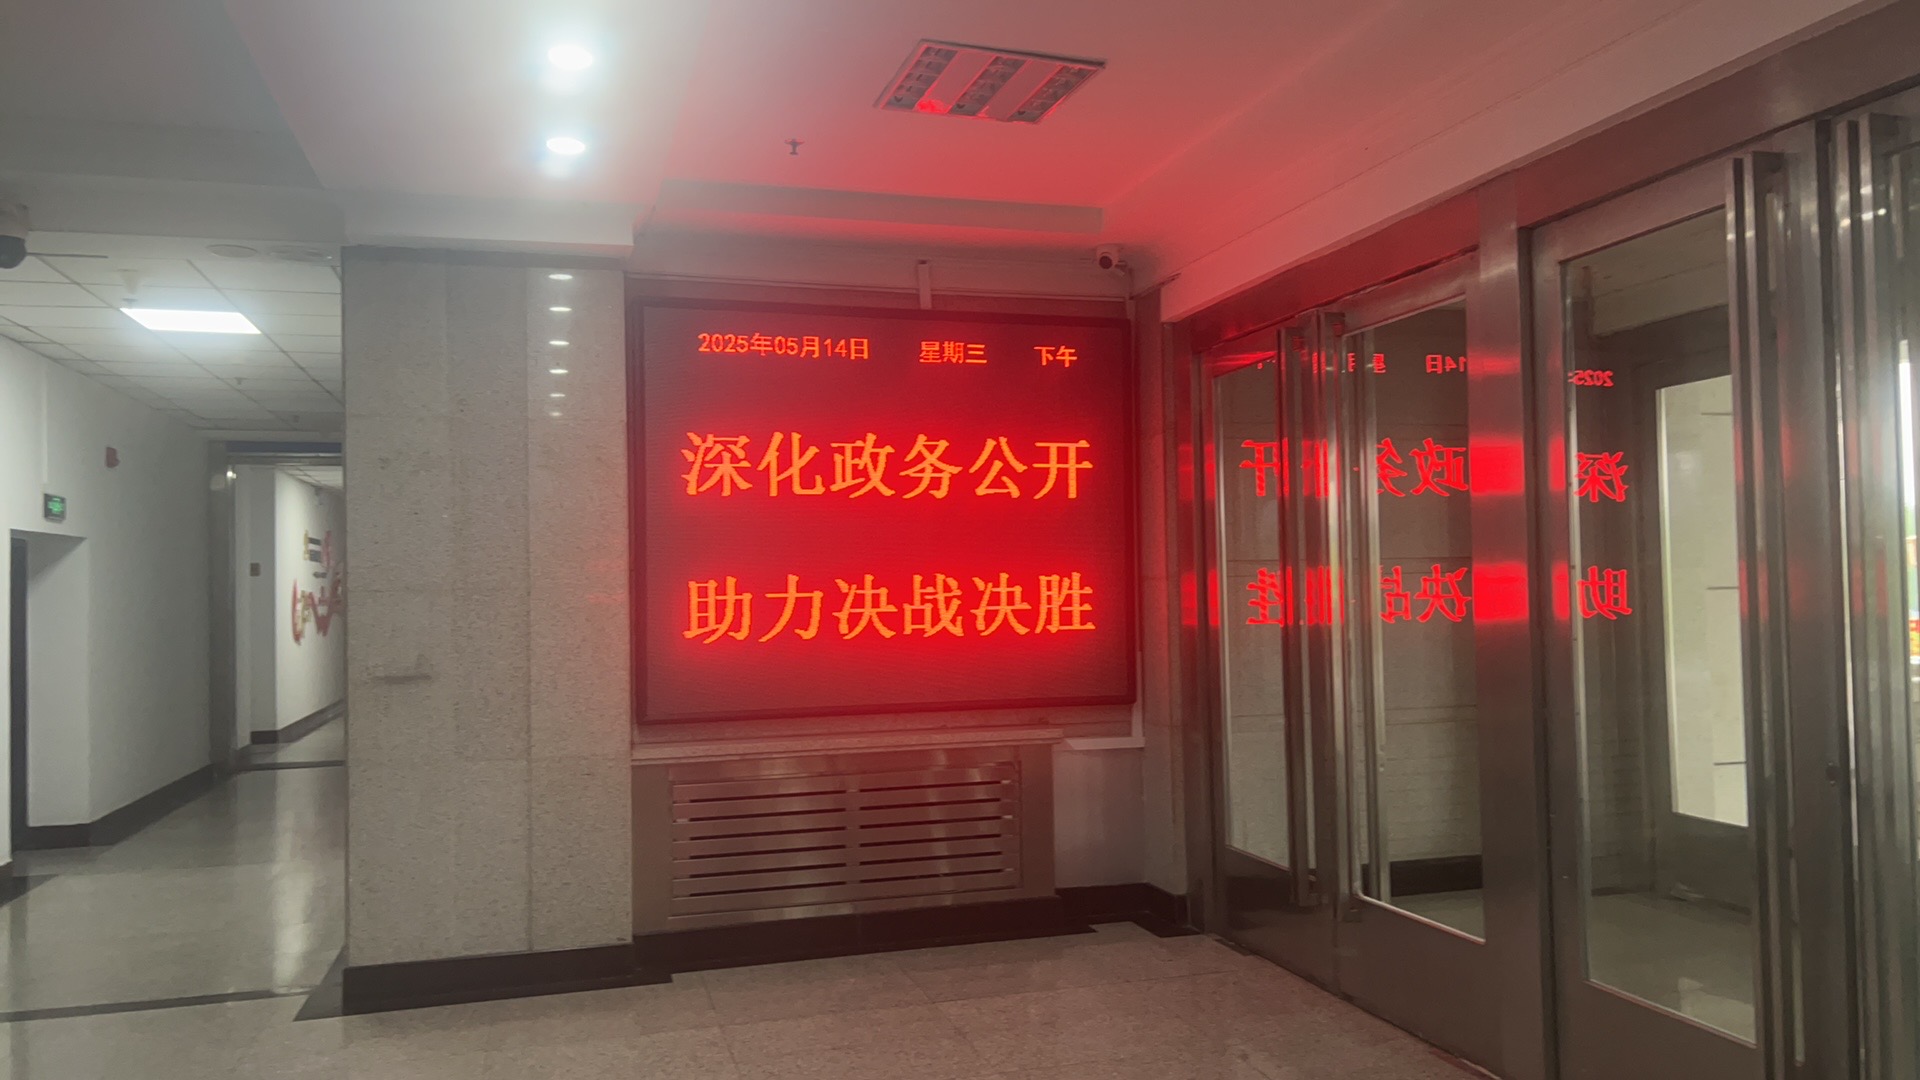 2025年05月14日 星期三 下午
深化政务公开
助力决战决胜